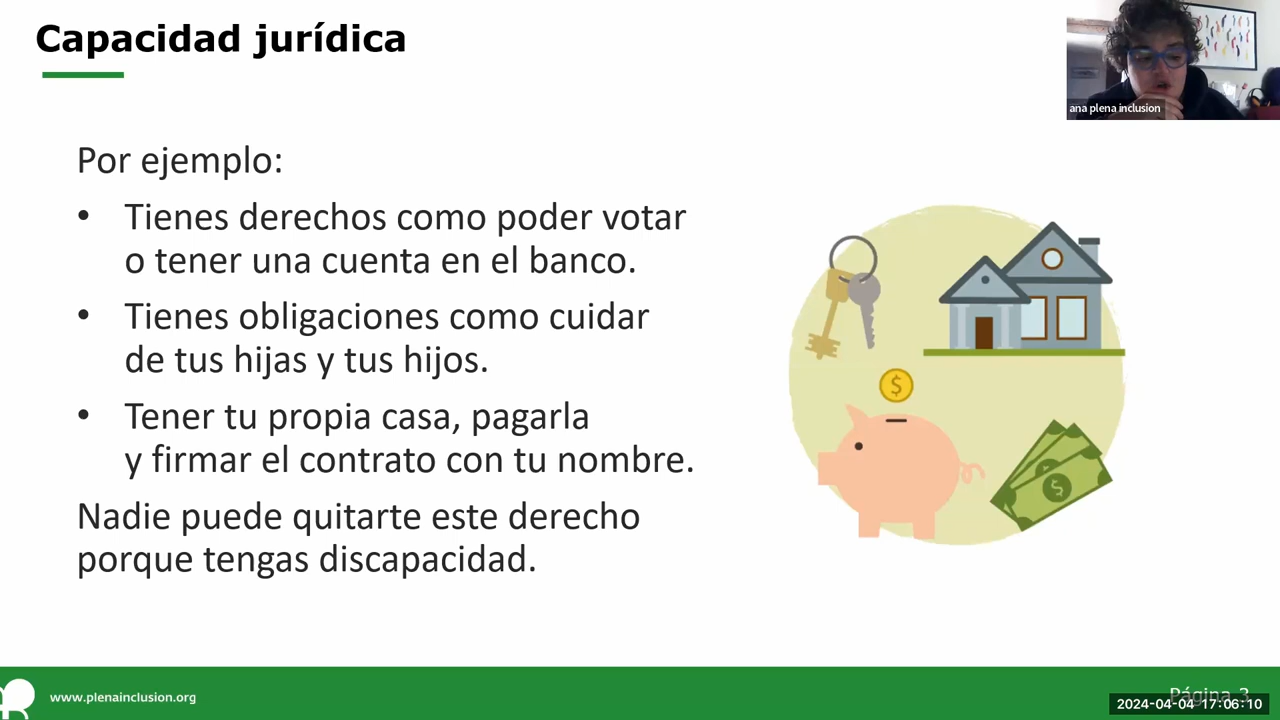 Capacidad jurídica
ana plena inclusion
Por ejemplo:
• Tienes derechos como poder votar
o tener una cuenta en el banco.
• Tienes obligaciones como cuidar
de tus hijas y tus hijos.
• Tener tu propia casa, pagarla
y firmar el contrato con tu nombre.
Nadie puede quitarte este derecho
porque tengas discapacidad.
$
$
www.plenainclusion.org
Página 3
2024-04-04 17:06:10